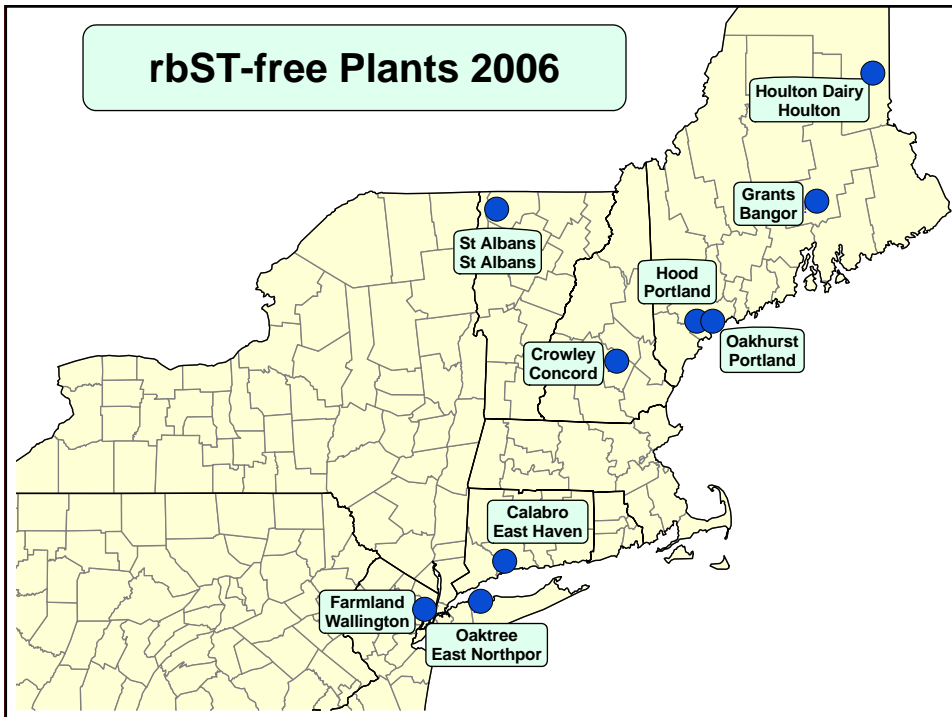 rbST-free Plants 2006
Houlton Dairy
Houlton
Grants
Bangor
St Albans
St Albans
Hood
Portland
Oakhurst
Portland
Crowley
Concord
Calabro
East Haven
Farmland
Wallington
Oaktree
East Northpor